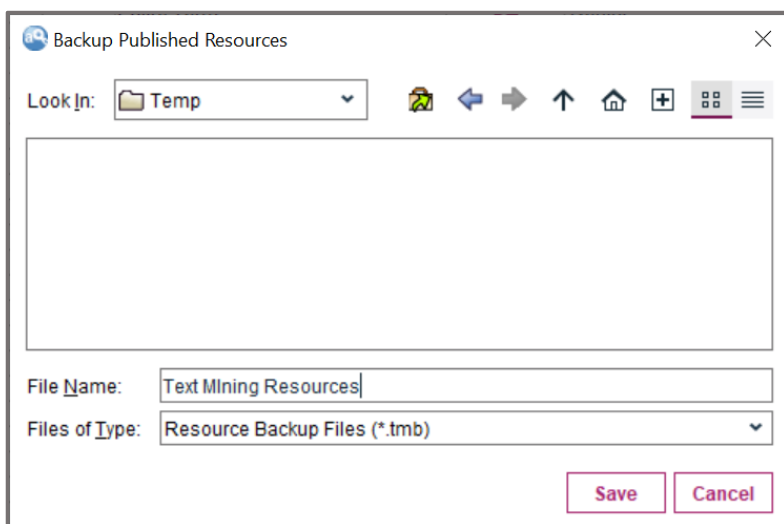 Backup Published Resources
Look In: Temp
File Name: Text MIning Resources
Files of Type: Resource Backup Files (*.tmb)
Save Cancel